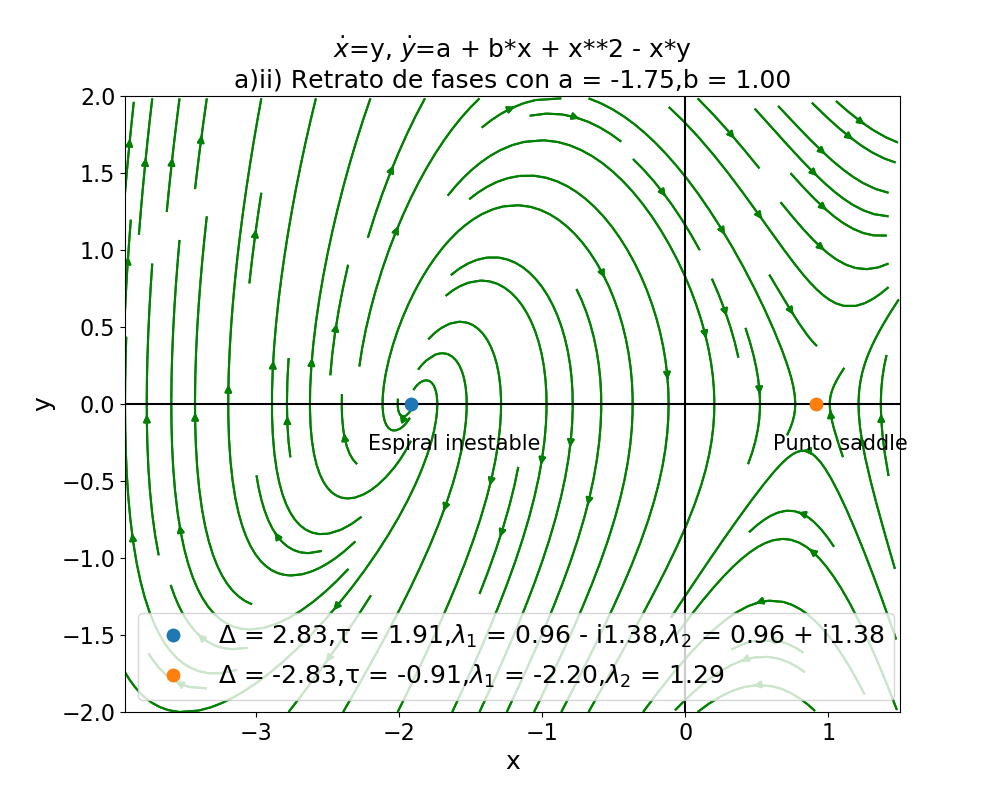 ẋ=y, ẏ=a + b*x + x**2 - x*y
a)ii) Retrato de fases con a = -1.75,b = 1.00
2.0
1.5
1.0
0.5
0.0
−0.5
−1.0
−1.5
−2.0
y
Espiral inestable
Punto saddle
Δ = 2.83,τ = 1.91,λ₁ = 0.96 - i1.38,λ₂ = 0.96 + i1.38
Δ = -2.83,τ = -0.91,λ₁ = -2.20,λ₂ = 1.29
−3 −2 −1 0 1
x